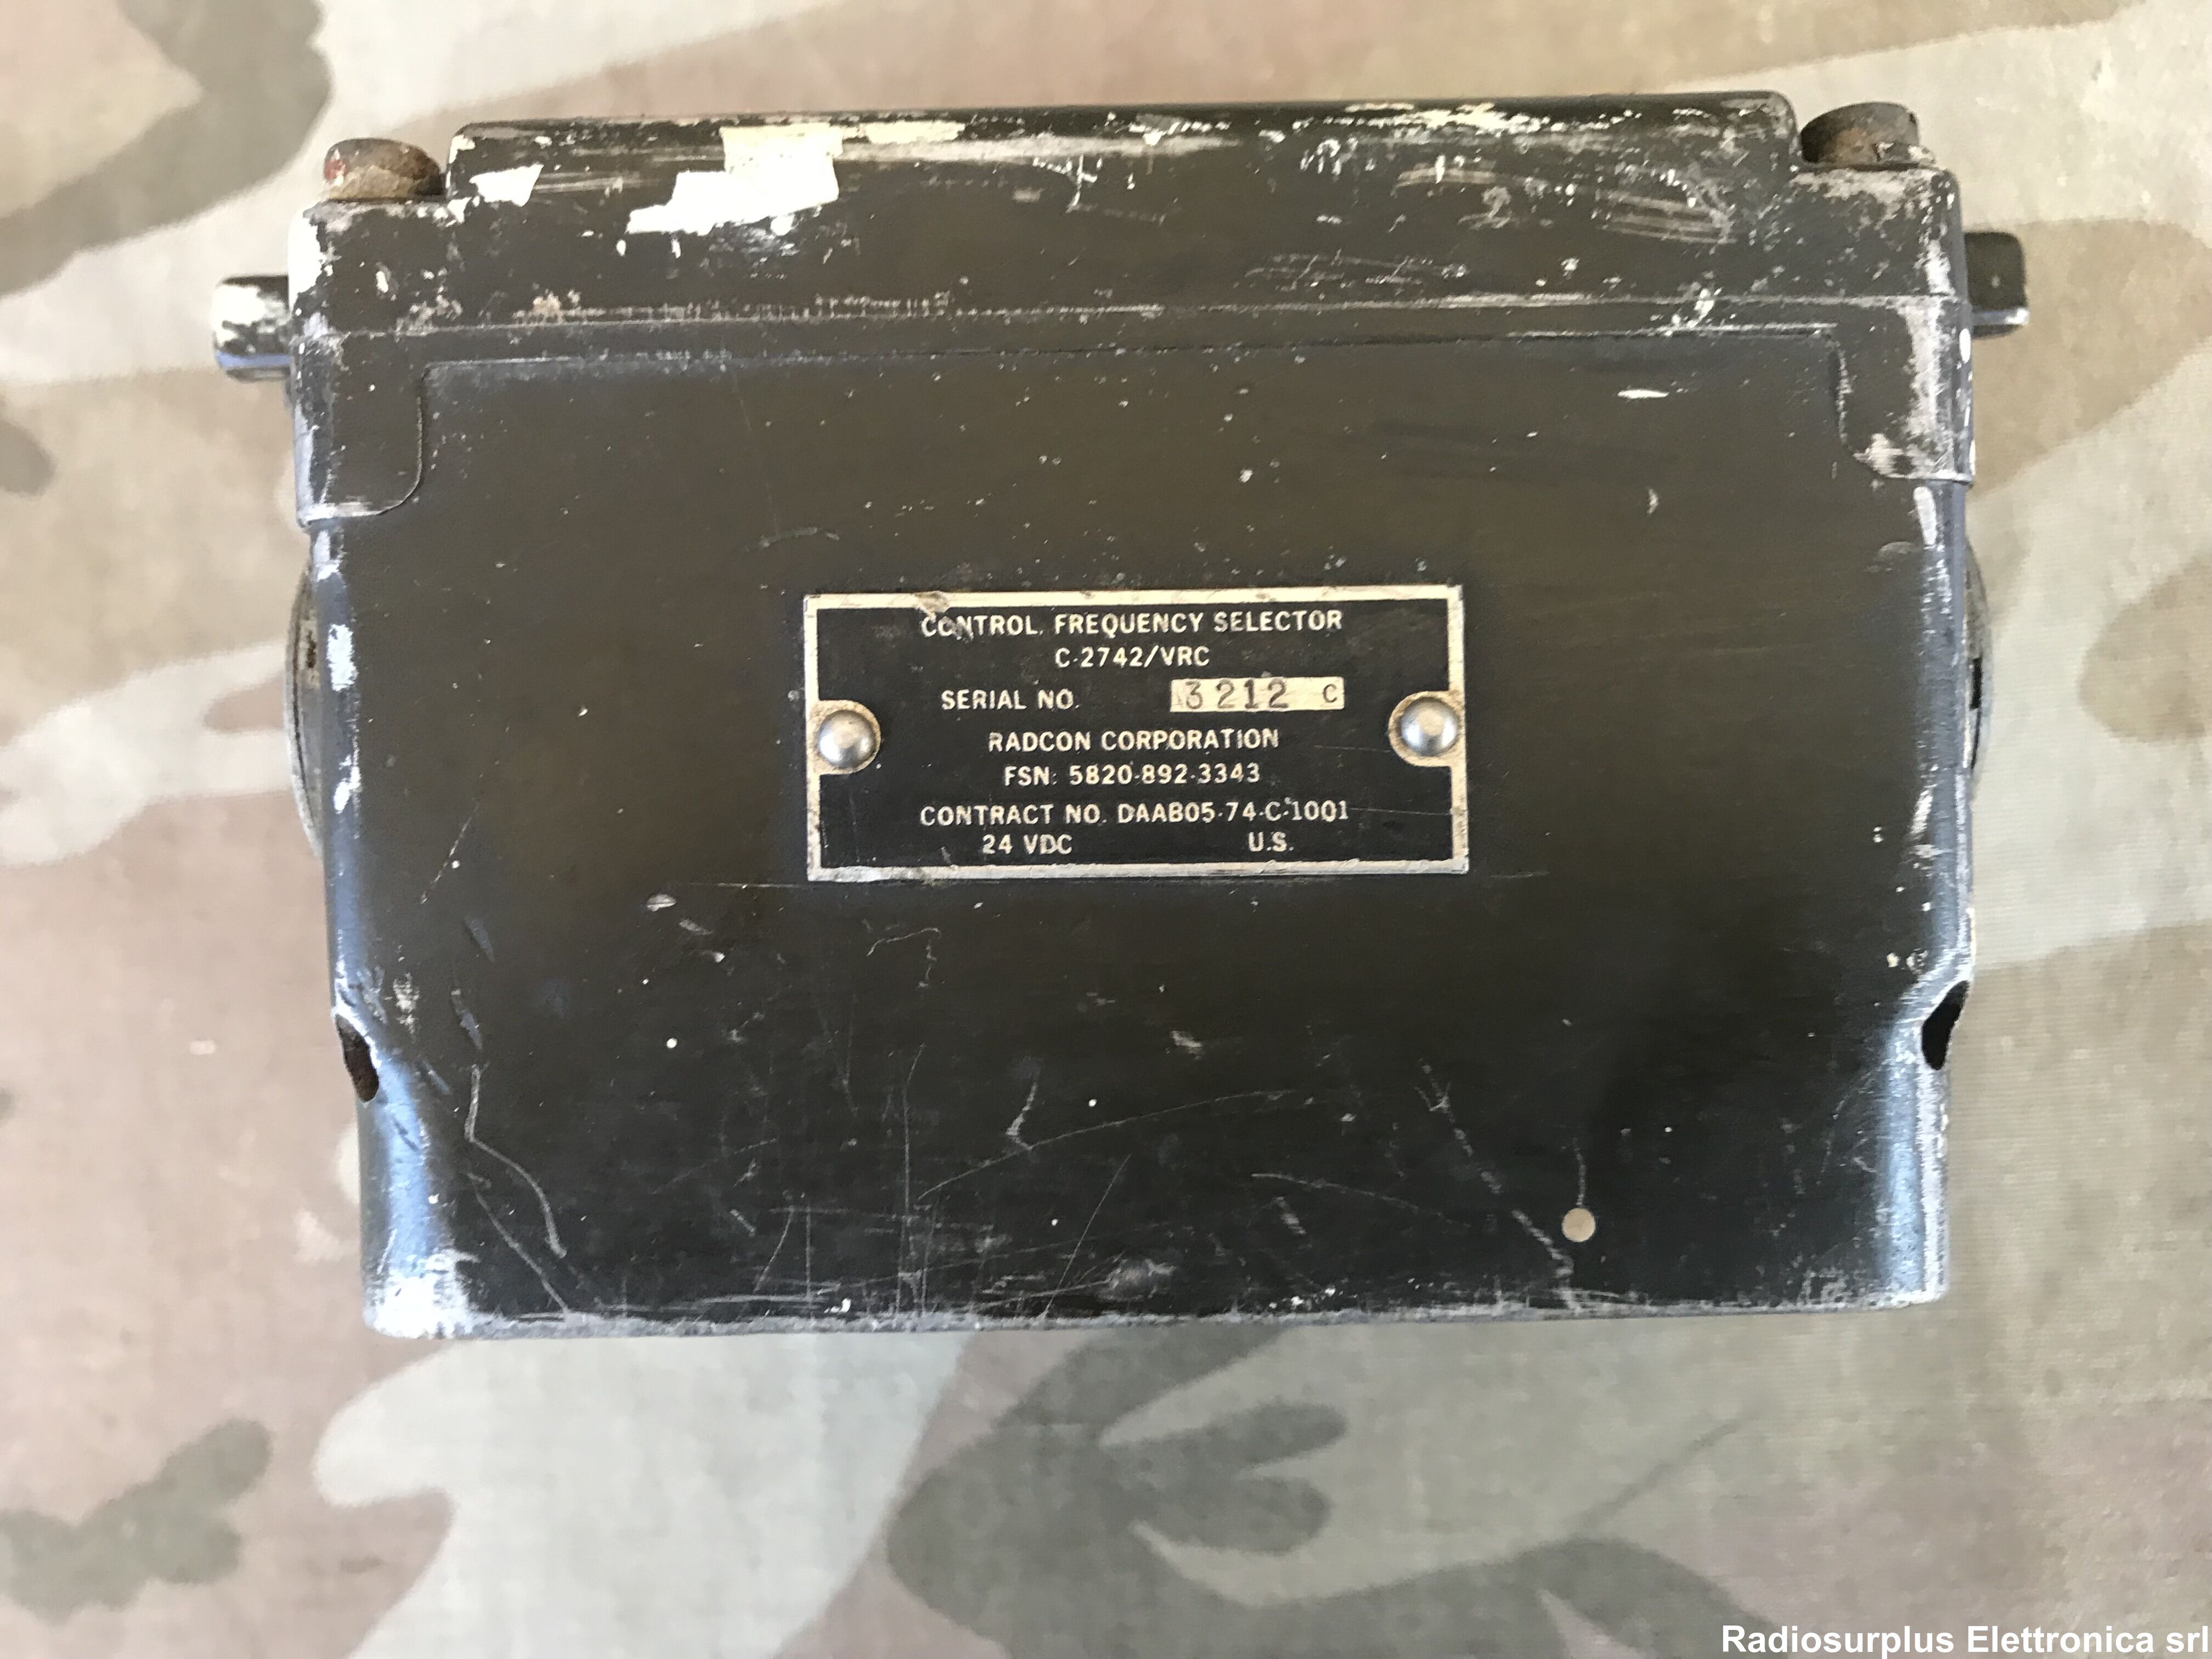 CONTROL, FREQUENCY SELECTOR
C-2742/VRC
SERIAL NO. 3212 C
RADCON CORPORATION
FSN: 5820-892-3343
CONTRACT NO. DAAB05-74-C-1001
24 VDC U.S.
Radiosurplus Elettronica srl